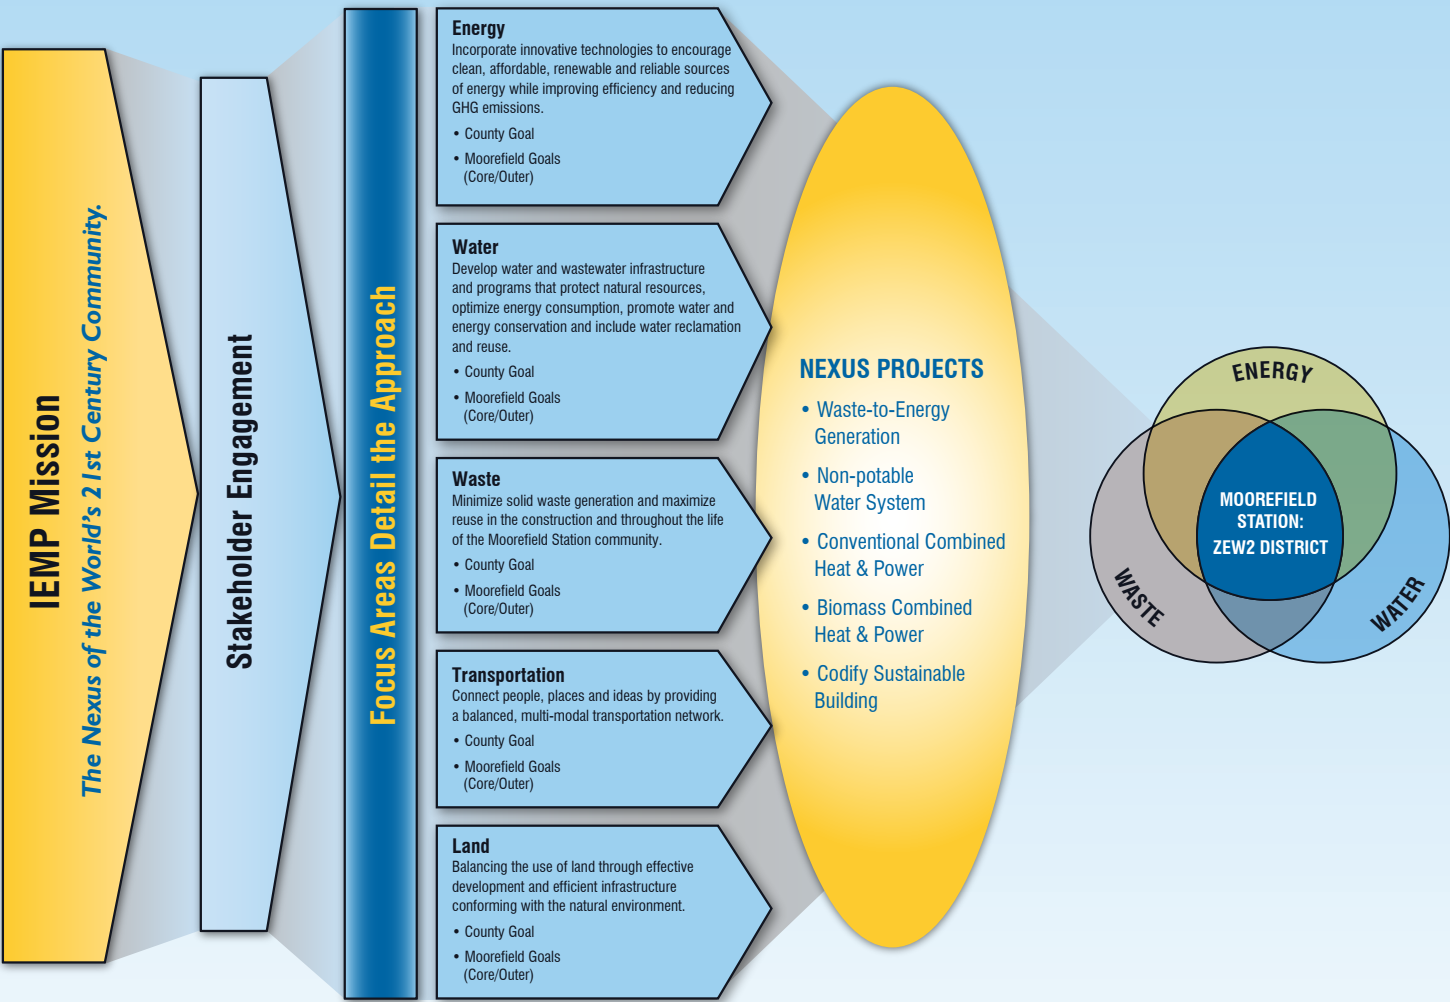 IEMP Mission
The Nexus of the World's 21st Century Community.
Stakeholder Engagement
Focus Areas Detail the Approach
Energy
Incorporate innovative technologies to encourage
clean, affordable, renewable and reliable sources
of energy while improving efficiency and reducing
GHG emissions.
• County Goal
• Moorefield Goals
(Core/Outer)
Water
Develop water and wastewater infrastructure
and programs that protect natural resources,
optimize energy consumption, promote water and
energy conservation and include water reclamation
and reuse.
• County Goal
• Moorefield Goals
(Core/Outer)
Waste
Minimize solid waste generation and maximize
reuse in the construction and throughout the life
of the Moorefield Station community.
• County Goal
• Moorefield Goals
(Core/Outer)
Transportation
Connect people, places and ideas by providing
a balanced, multi-modal transportation network.
• County Goal
• Moorefield Goals
(Core/Outer)
Land
Balancing the use of land through effective
development and efficient infrastructure
conforming with the natural environment.
• County Goal
• Moorefield Goals
(Core/Outer)
NEXUS PROJECTS
• Waste-to-Energy
Generation
• Non-potable
Water System
• Conventional Combined
Heat & Power
• Biomass Combined
Heat & Power
• Codify Sustainable
Building
ENERGY
MOOREFIELD
STATION:
ZEW2 DISTRICT
WASTE
WATER